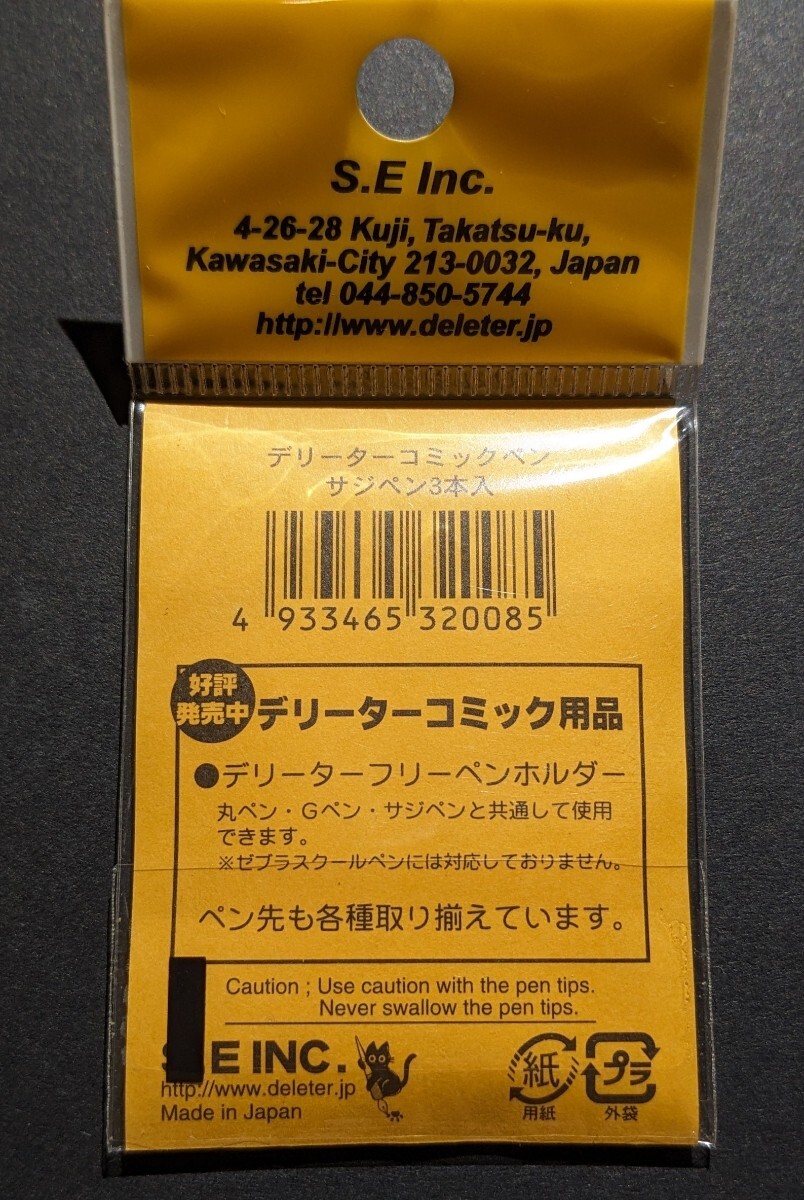 S.E Inc.
4-26-28 Kuji, Takatsu-ku,
Kawasaki-City 213-0032, Japan
tel 044-850-5744
http://www.deleter.jp
デリーターコミックペン
サジペン3本入
4 933465 320085
好評
発売中
デリーターコミック用品
●デリーターフリーペンホルダー
丸ペン・Gペン・サジペンと共通して使用
できます。
※ゼブラスクールペンには対応しておりません。
ペン先も各種取り揃えています。
Caution ; Use caution with the pen tips.
Never swallow the pen tips.
S.E INC.
http://www.deleter.jp
Made in Japan
紙
用紙
プラ
外袋